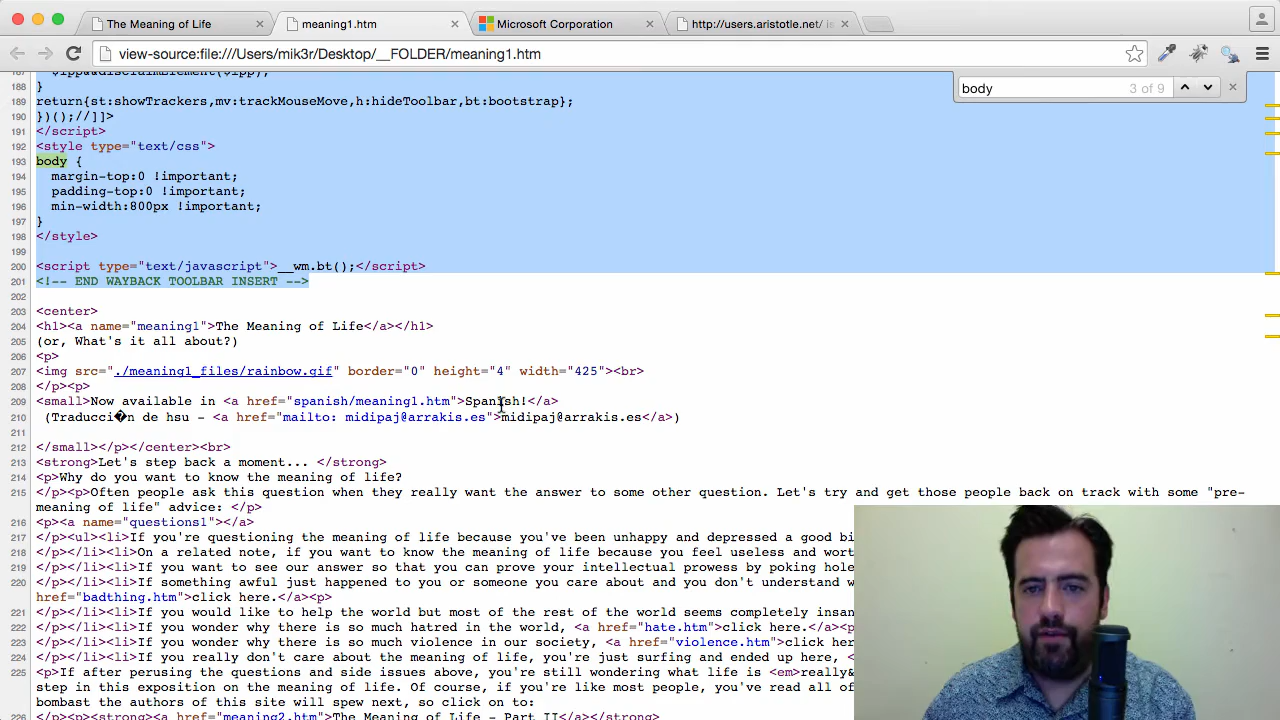 The Meaning of Life
meaning1.htm
Microsoft Corporation
http://users.aristotle.net/ is
view-source:file:///Users/mik3r/Desktop/__FOLDER/meaning1.htm
body 3 of 9
188 }
189 return{st:showTrackers,mv:trackMouseMove,h:hideToolbar,bt:bootstrap};
190 })();//]]>
191 </script>
192 <style type="text/css">
193 body {
194 margin-top:0 !important;
195 padding-top:0 !important;
196 min-width:800px !important;
197 }
198 </style>
199
200 <script type="text/javascript">__wm.bt();</script>
201 <!-- END WAYBACK TOOLBAR INSERT -->
202
203 <center>
204 <h1><a name="meaning1">The Meaning of Life</a></h1>
205 (or, What's it all about?)
206 <p>
207 <img src="./meaning1_files/rainbow.gif" border="0" height="4" width="425"><br>
208 </p><p>
209 <small>Now available in <a href="spanish/meaning1.htm">Spanish!</a>
210 (Traducci�n de hsu - <a href="mailto: midipaj@arrakis.es">midipaj@arrakis.es</a>)
211
212 </small></p></center><br>
213 <strong>Let's step back a moment... </strong>
214 <p>Why do you want to know the meaning of life?
215 </p><p>Often people ask this question when they really want the answer to some other question. Let's try and get those people back on track with some "pre-
meaning of life" advice: </p>
216 <p><a name="questions1"></a>
217 </p><ul><li>If you're questioning the meaning of life because you've been unhappy and depressed a good bi
218 </p></li><li>On a related note, if you want to know the meaning of life because you feel useless and wort
219 </p></li><li>If you want to see our answer so that you can prove your intellectual prowess by poking hole
220 </p></li><li>If something awful just happened to you or someone you care about and you don't understand w
href="badthing.htm">click here.</a><p>
221 </p></li><li>If you would like to help the world but most of the rest of the world seems completely insan
222 </p></li><li>If you wonder why there is so much hatred in the world, <a href="hate.htm">click here.</a><p
223 </p></li><li>If you wonder why there is so much violence in our society, <a href="violence.htm">click here
224 </p></li><li>If you really don't care about the meaning of life, you're just surfing and ended up here, <
225 <p>If after perusing the questions and side issues above, you're still wondering what life is <em>really&
step in this exposition on the meaning of life. Of course, if you're like most people, you've read all of
bombast the authors of this site will spew next, so click on to:
226 </p><p><strong><a href="meaning2.htm">The Meaning of Life - Part II</a></strong>